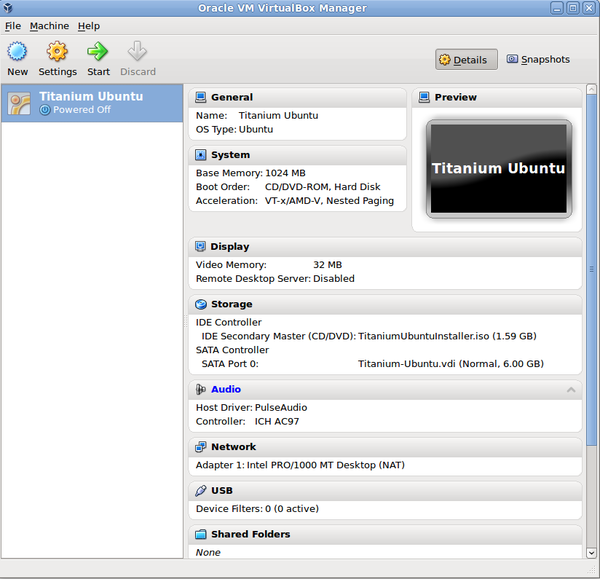 Oracle VM VirtualBox Manager
File Machine Help
New Settings Start Discard Details Snapshots
Titanium Ubuntu
Powered Off
General
Name: Titanium Ubuntu
OS Type: Ubuntu
System
Base Memory: 1024 MB
Boot Order: CD/DVD-ROM, Hard Disk
Acceleration: VT-x/AMD-V, Nested Paging
Preview
Titanium Ubuntu
Display
Video Memory: 32 MB
Remote Desktop Server: Disabled
Storage
IDE Controller
IDE Secondary Master (CD/DVD): TitaniumUbuntuInstaller.iso (1.59 GB)
SATA Controller
SATA Port 0: Titanium-Ubuntu.vdi (Normal, 6.00 GB)
Audio
Host Driver: PulseAudio
Controller: ICH AC97
Network
Adapter 1: Intel PRO/1000 MT Desktop (NAT)
USB
Device Filters: 0 (0 active)
Shared Folders
None